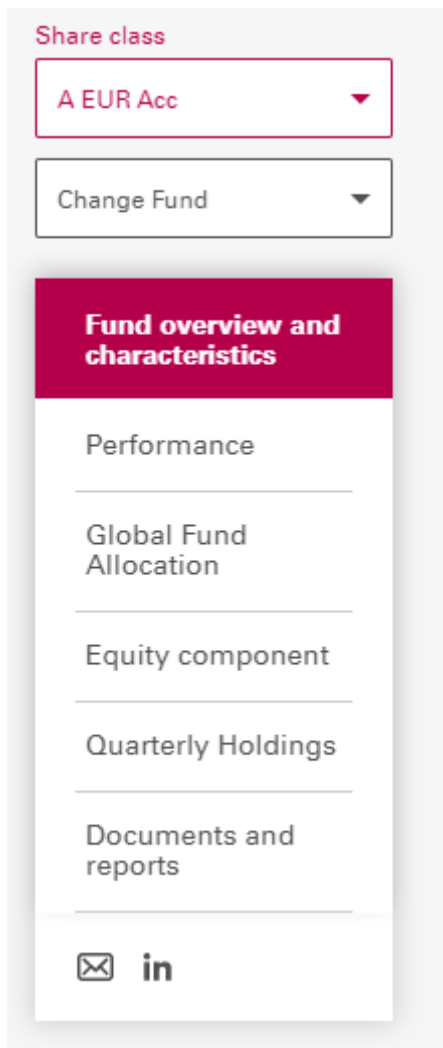 Share class
A EUR Acc
Change Fund
Fund overview and
characteristics
Performance
Global Fund
Allocation
Equity component
Quarterly Holdings
Documents and
reports
in